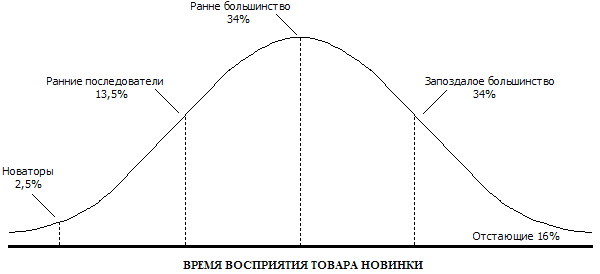 Ранне большинство
34%
Ранние последователи
13,5%
Запоздалое большинство
34%
Новаторы
2,5%
Отстающие 16%
ВРЕМЯ ВОСПРИЯТИЯ ТОВАРА НОВИНКИ